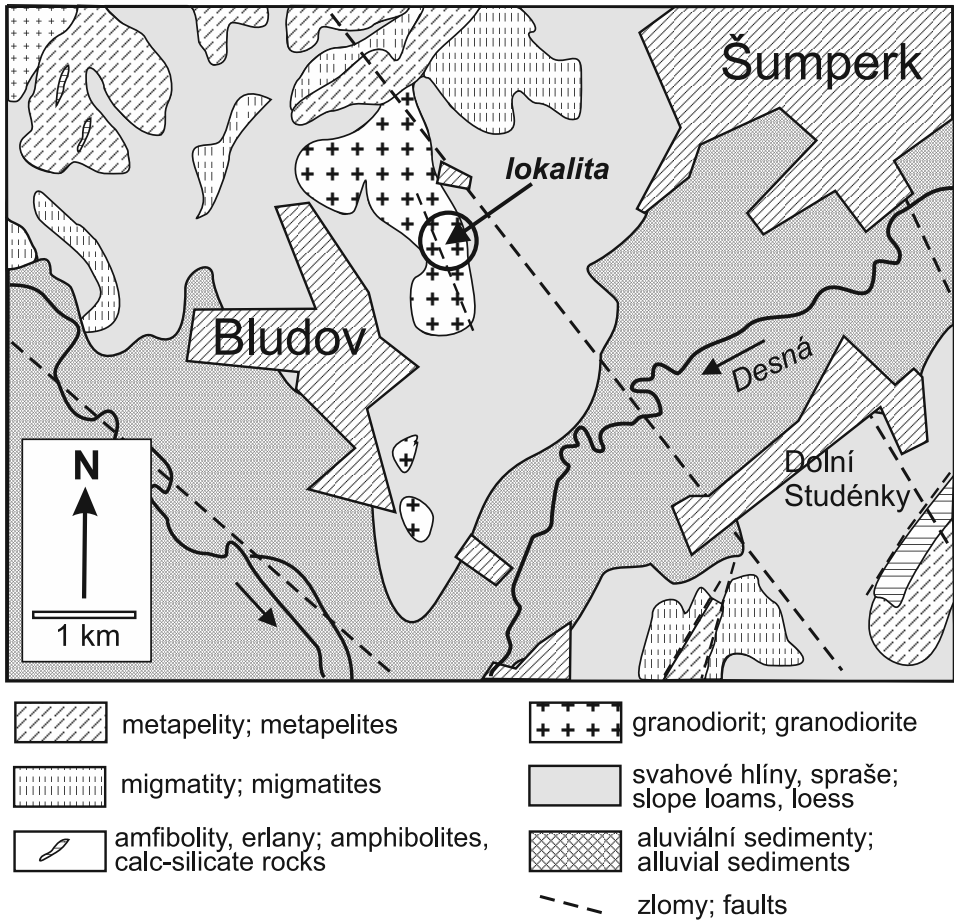 Šumperk
lokalita
Bludov
Desná
Dolní
Studénky
N
1 km
metapelity; metapelites
migmatity; migmatites
amfibolity, erlany; amphibolites,
calc-silicate rocks
granodiorit; granodiorite
svahové hlíny, spraše;
slope loams, loess
aluviální sedimenty;
alluvial sediments
zlomy; faults